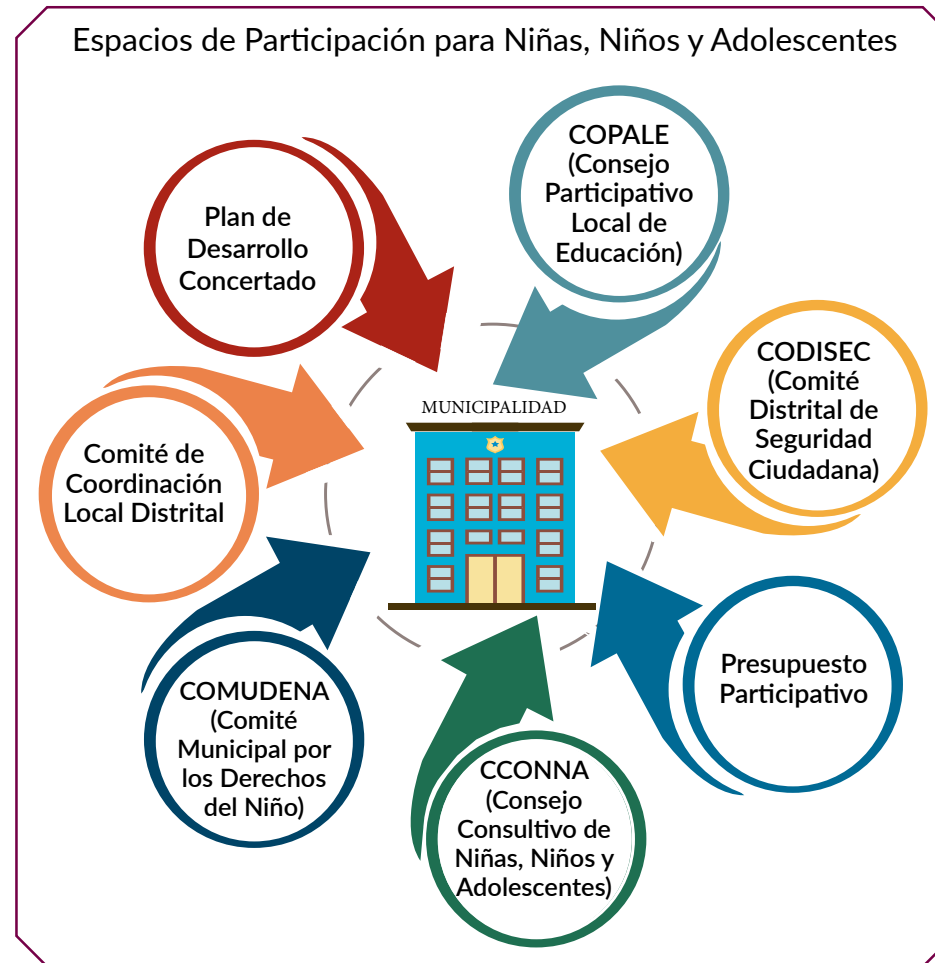 Espacios de Participación para Niñas, Niños y Adolescentes
COPALE
(Consejo
Participativo
Local de
Educación)
Plan de
Desarrollo
Concertado
CODISEC
(Comité
Distrital de
Seguridad
Ciudadana)
MUNICIPALIDAD
Comité de
Coordinación
Local Distrital
Presupuesto
Participativo
COMUDENA
(Comité
Municipal por
los Derechos
del Niño)
CCONNA
(Consejo
Consultivo de
Niñas, Niños y
Adolescentes)